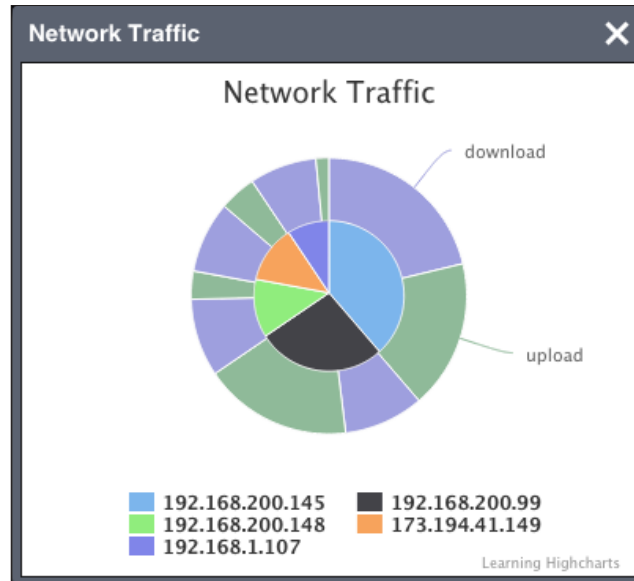 Network Traffic
Network Traffic
download
upload
192.168.200.145 192.168.200.99
192.168.200.148 173.194.41.149
192.168.1.107
Learning Highcharts